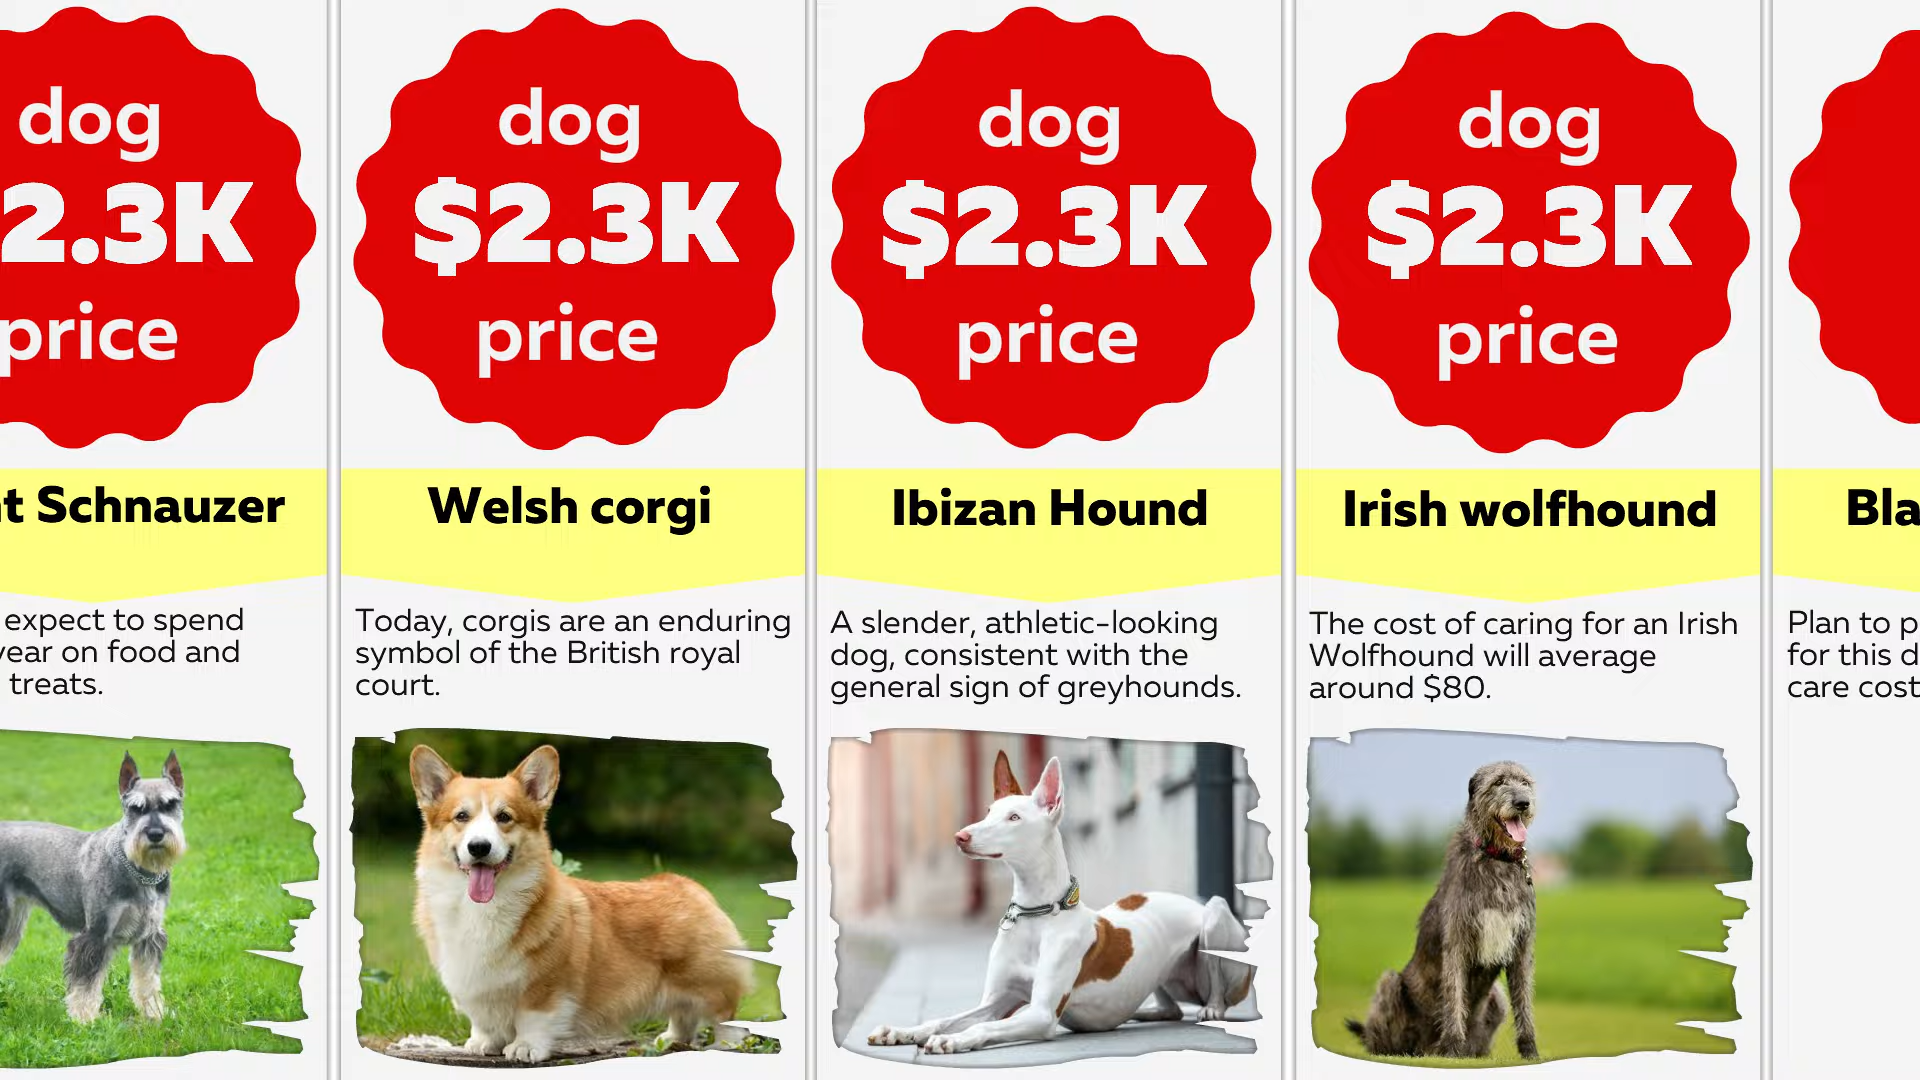 dog
2.3K
price
t Schnauzer
expect to spend
year on food and
treats.
dog
$2.3K
price
Welsh corgi
Today, corgis are an enduring
symbol of the British royal
court.
dog
$2.3K
price
Ibizan Hound
A slender, athletic-looking
dog, consistent with the
general sign of greyhounds.
dog
$2.3K
price
Irish wolfhound
The cost of caring for an Irish
Wolfhound will average
around $80.
Bla
Plan to p
for this d
care cost